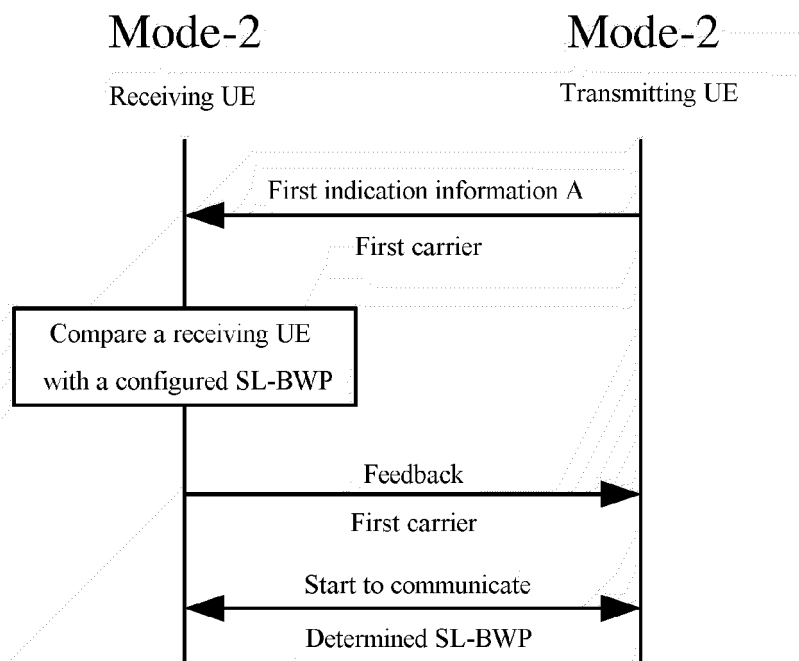 Mode-2
Mode-2
Receiving UE
Transmitting UE
First indication information A
First carrier
Compare a receiving UE
with a configured SL-BWP
Feedback
First carrier
Start to communicate
Determined SL-BWP